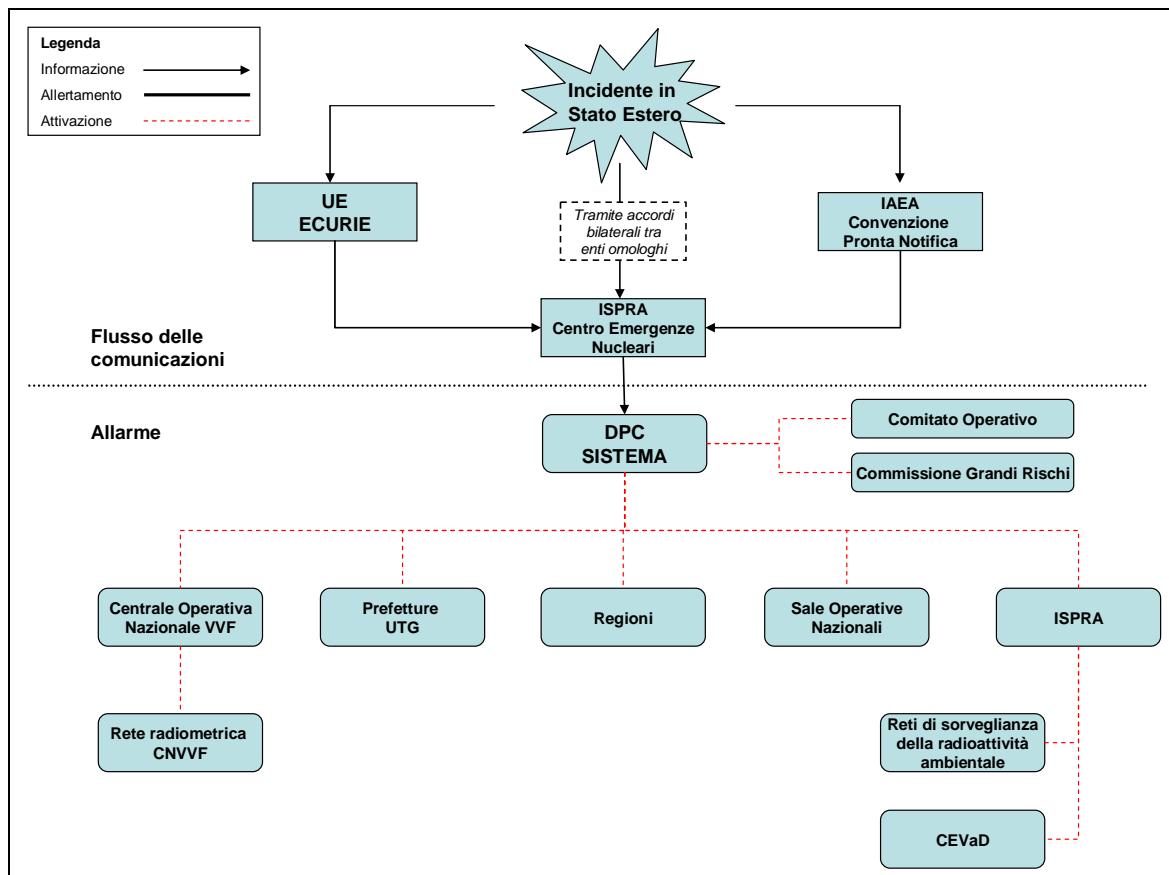 Legenda
Informazione
Allertamento
Attivazione
Incidente in
Stato Estero
UE
ECURIE
Tramite accordi
bilaterali tra
enti omologhi
IAEA
Convenzione
Pronta Notifica
ISPRA
Centro Emergenze
Nucleari
Flusso delle
comunicazioni
Allarme
DPC
SISTEMA
Comitato Operativo
Commissione Grandi Rischi
Centrale Operativa
Nazionale VVF
Prefetture
UTG
Regioni
Sale Operative
Nazionali
ISPRA
Rete radiometrica
CNVVF
Reti di sorveglianza
della radioattività
ambientale
CEVaD